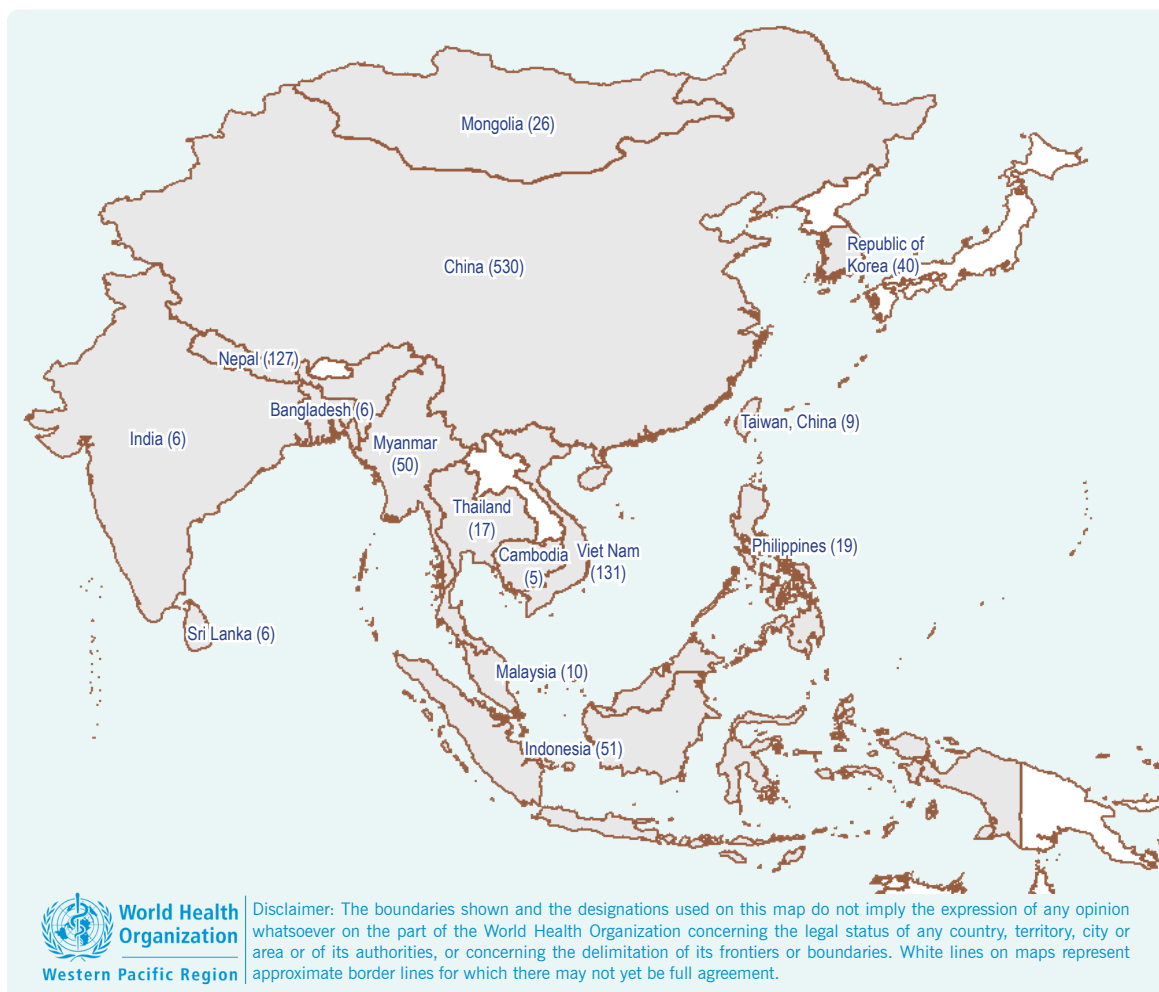 Mongolia (26)
Republic of
Korea (40)
China (530)
Nepal (127)
Bangladesh (6)
Taiwan, China (9)
India (6)
Myanmar
(50)
Thailand
(17)
Philippines (19)
Cambodia
(5)
Viet Nam
(131)
Sri Lanka (6)
Malaysia (10)
Indonesia (51)
World Health
Organization
Western Pacific Region
Disclaimer: The boundaries shown and the designations used on this map do not imply the expression of any opinion
whatsoever on the part of the World Health Organization concerning the legal status of any country, territory, city or
area or of its authorities, or concerning the delimitation of its frontiers or boundaries. White lines on maps represent
approximate border lines for which there may not yet be full agreement.